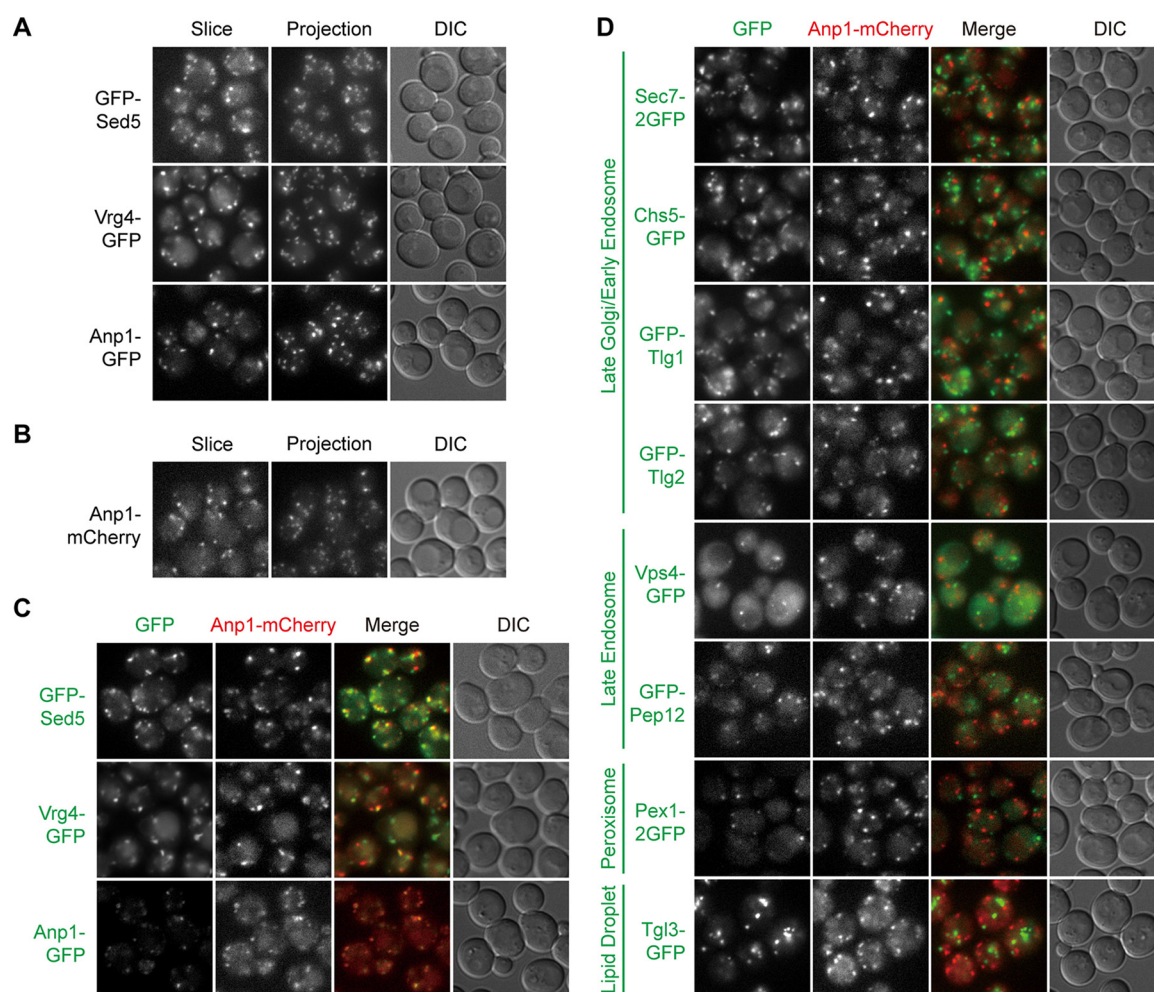 A
Slice Projection DIC
GFP-
Sed5
Vrg4-
GFP
Anp1-
GFP
B
Slice Projection DIC
Anp1-
mCherry
C
GFP Anp1-mCherry Merge DIC
GFP-
Sed5
Vrg4-
GFP
Anp1-
GFP
D
GFP Anp1-mCherry Merge DIC
Late Golgi/Early Endosome
Sec7-
2GFP
Chs5-
GFP
GFP-
Tlg1
GFP-
Tlg2
Late Endosome
Vps4-
GFP
GFP-
Pep12
Peroxisome
Pex1-
2GFP
Lipid Droplet
Tgl3-
GFP